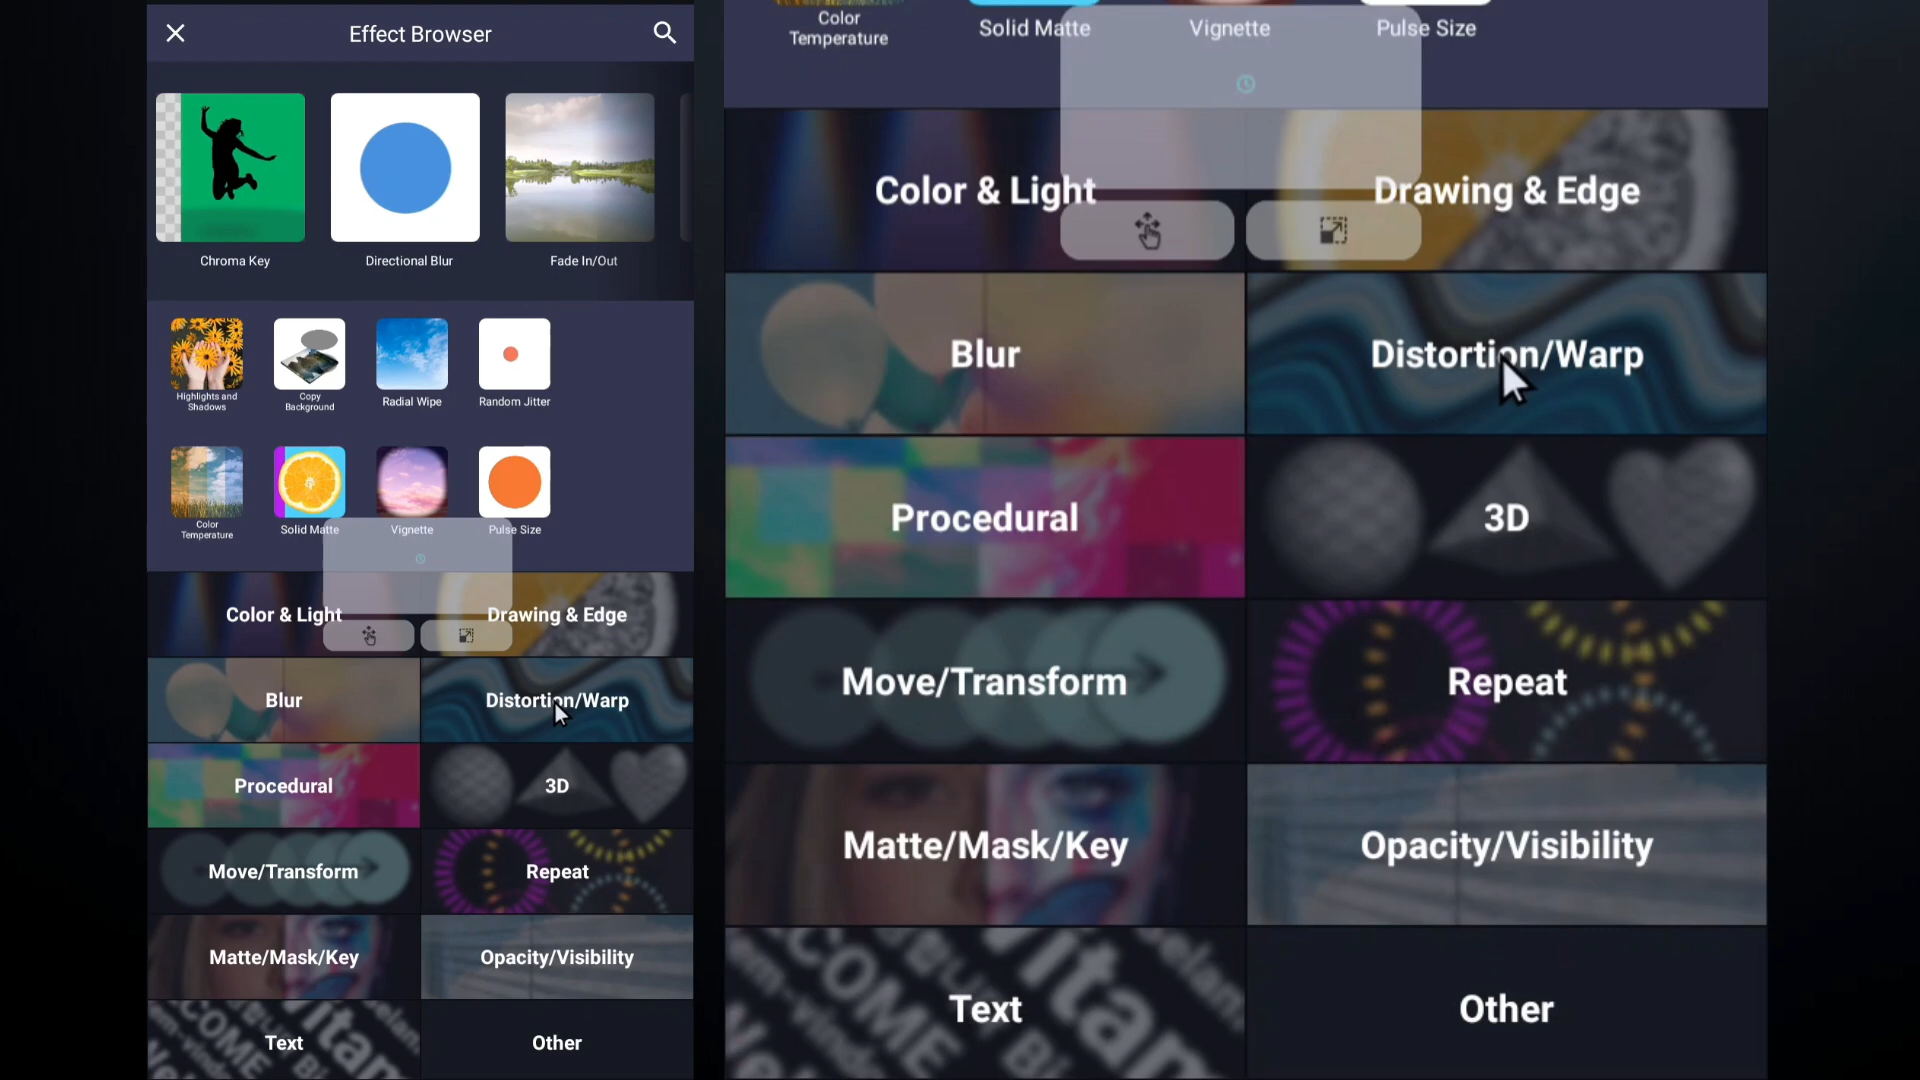 Effect Browser
Chroma Key
Directional Blur
Fade In/Out
Highlights and
Shadows
Copy
Background
Radial Wipe
Random Jitter
Color
Temperature
Solid Matte
Vignette
Pulse Size
Color & Light
Drawing & Edge
Blur
Distortion/Warp
Procedural
3D
Move/Transform
Repeat
Matte/Mask/Key
Opacity/Visibility
Text
Other
Color
Temperature
Solid Matte
Vignette
Pulse Size
Color & Light
Drawing & Edge
Blur
Distortion/Warp
Procedural
3D
Move/Transform
Repeat
Matte/Mask/Key
Opacity/Visibility
Text
Other